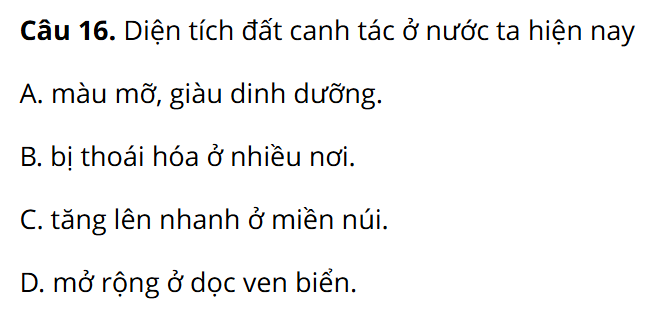 Câu 16. Diện tích đất canh tác ở nước ta hiện nay
A. màu mỡ, giàu dinh dưỡng.
B. bị thoái hóa ở nhiều nơi.
C. tăng lên nhanh ở miền núi.
D. mở rộng ở dọc ven biển.